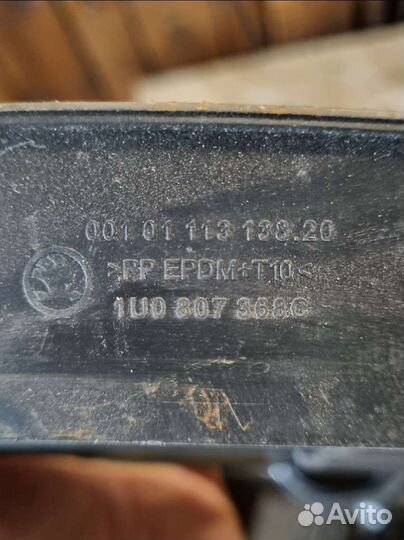 001 01 113 138.20
>PP EPDM+T10<
1U0 807 368C
Avito